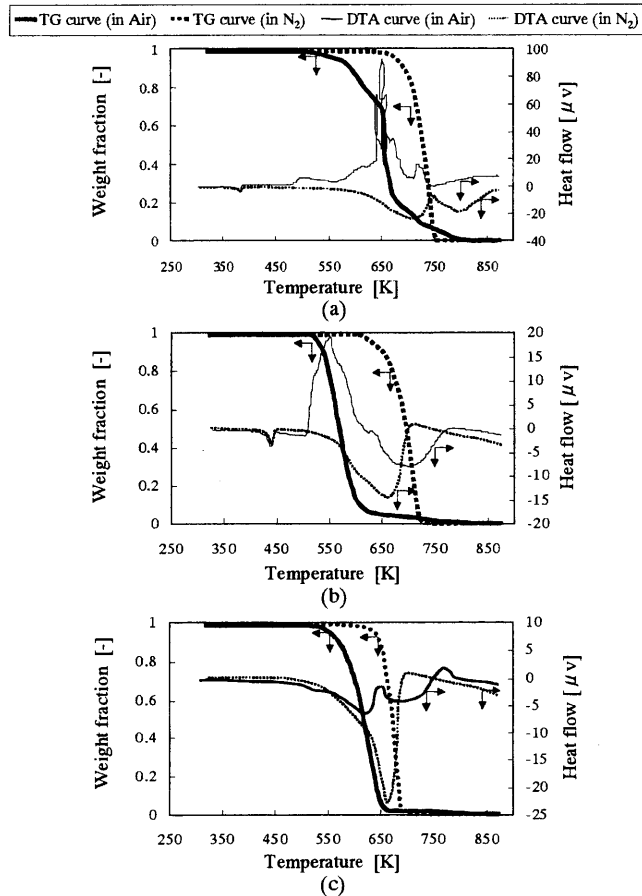 TG curve (in Air) TG curve (in N2) DTA curve (in Air) DTA curve (in N2)
Weight fraction [-]
1
0.8
0.6
0.4
0.2
0
100
80
60
40
20
0
-20
-40
Heat flow [μv]
250 350 450 550 650 750 850
Temperature [K]
(a)
Weight fraction [-]
1
0.8
0.6
0.4
0.2
0
20
15
10
5
0
-5
-10
-15
-20
Heat flow [μv]
250 350 450 550 650 750 850
Temperature [K]
(b)
Weight fraction [-]
1
0.8
0.6
0.4
0.2
0
10
5
0
-5
-10
-15
-20
-25
Heat flow [μv]
250 350 450 550 650 750 850
Temperature [K]
(c)